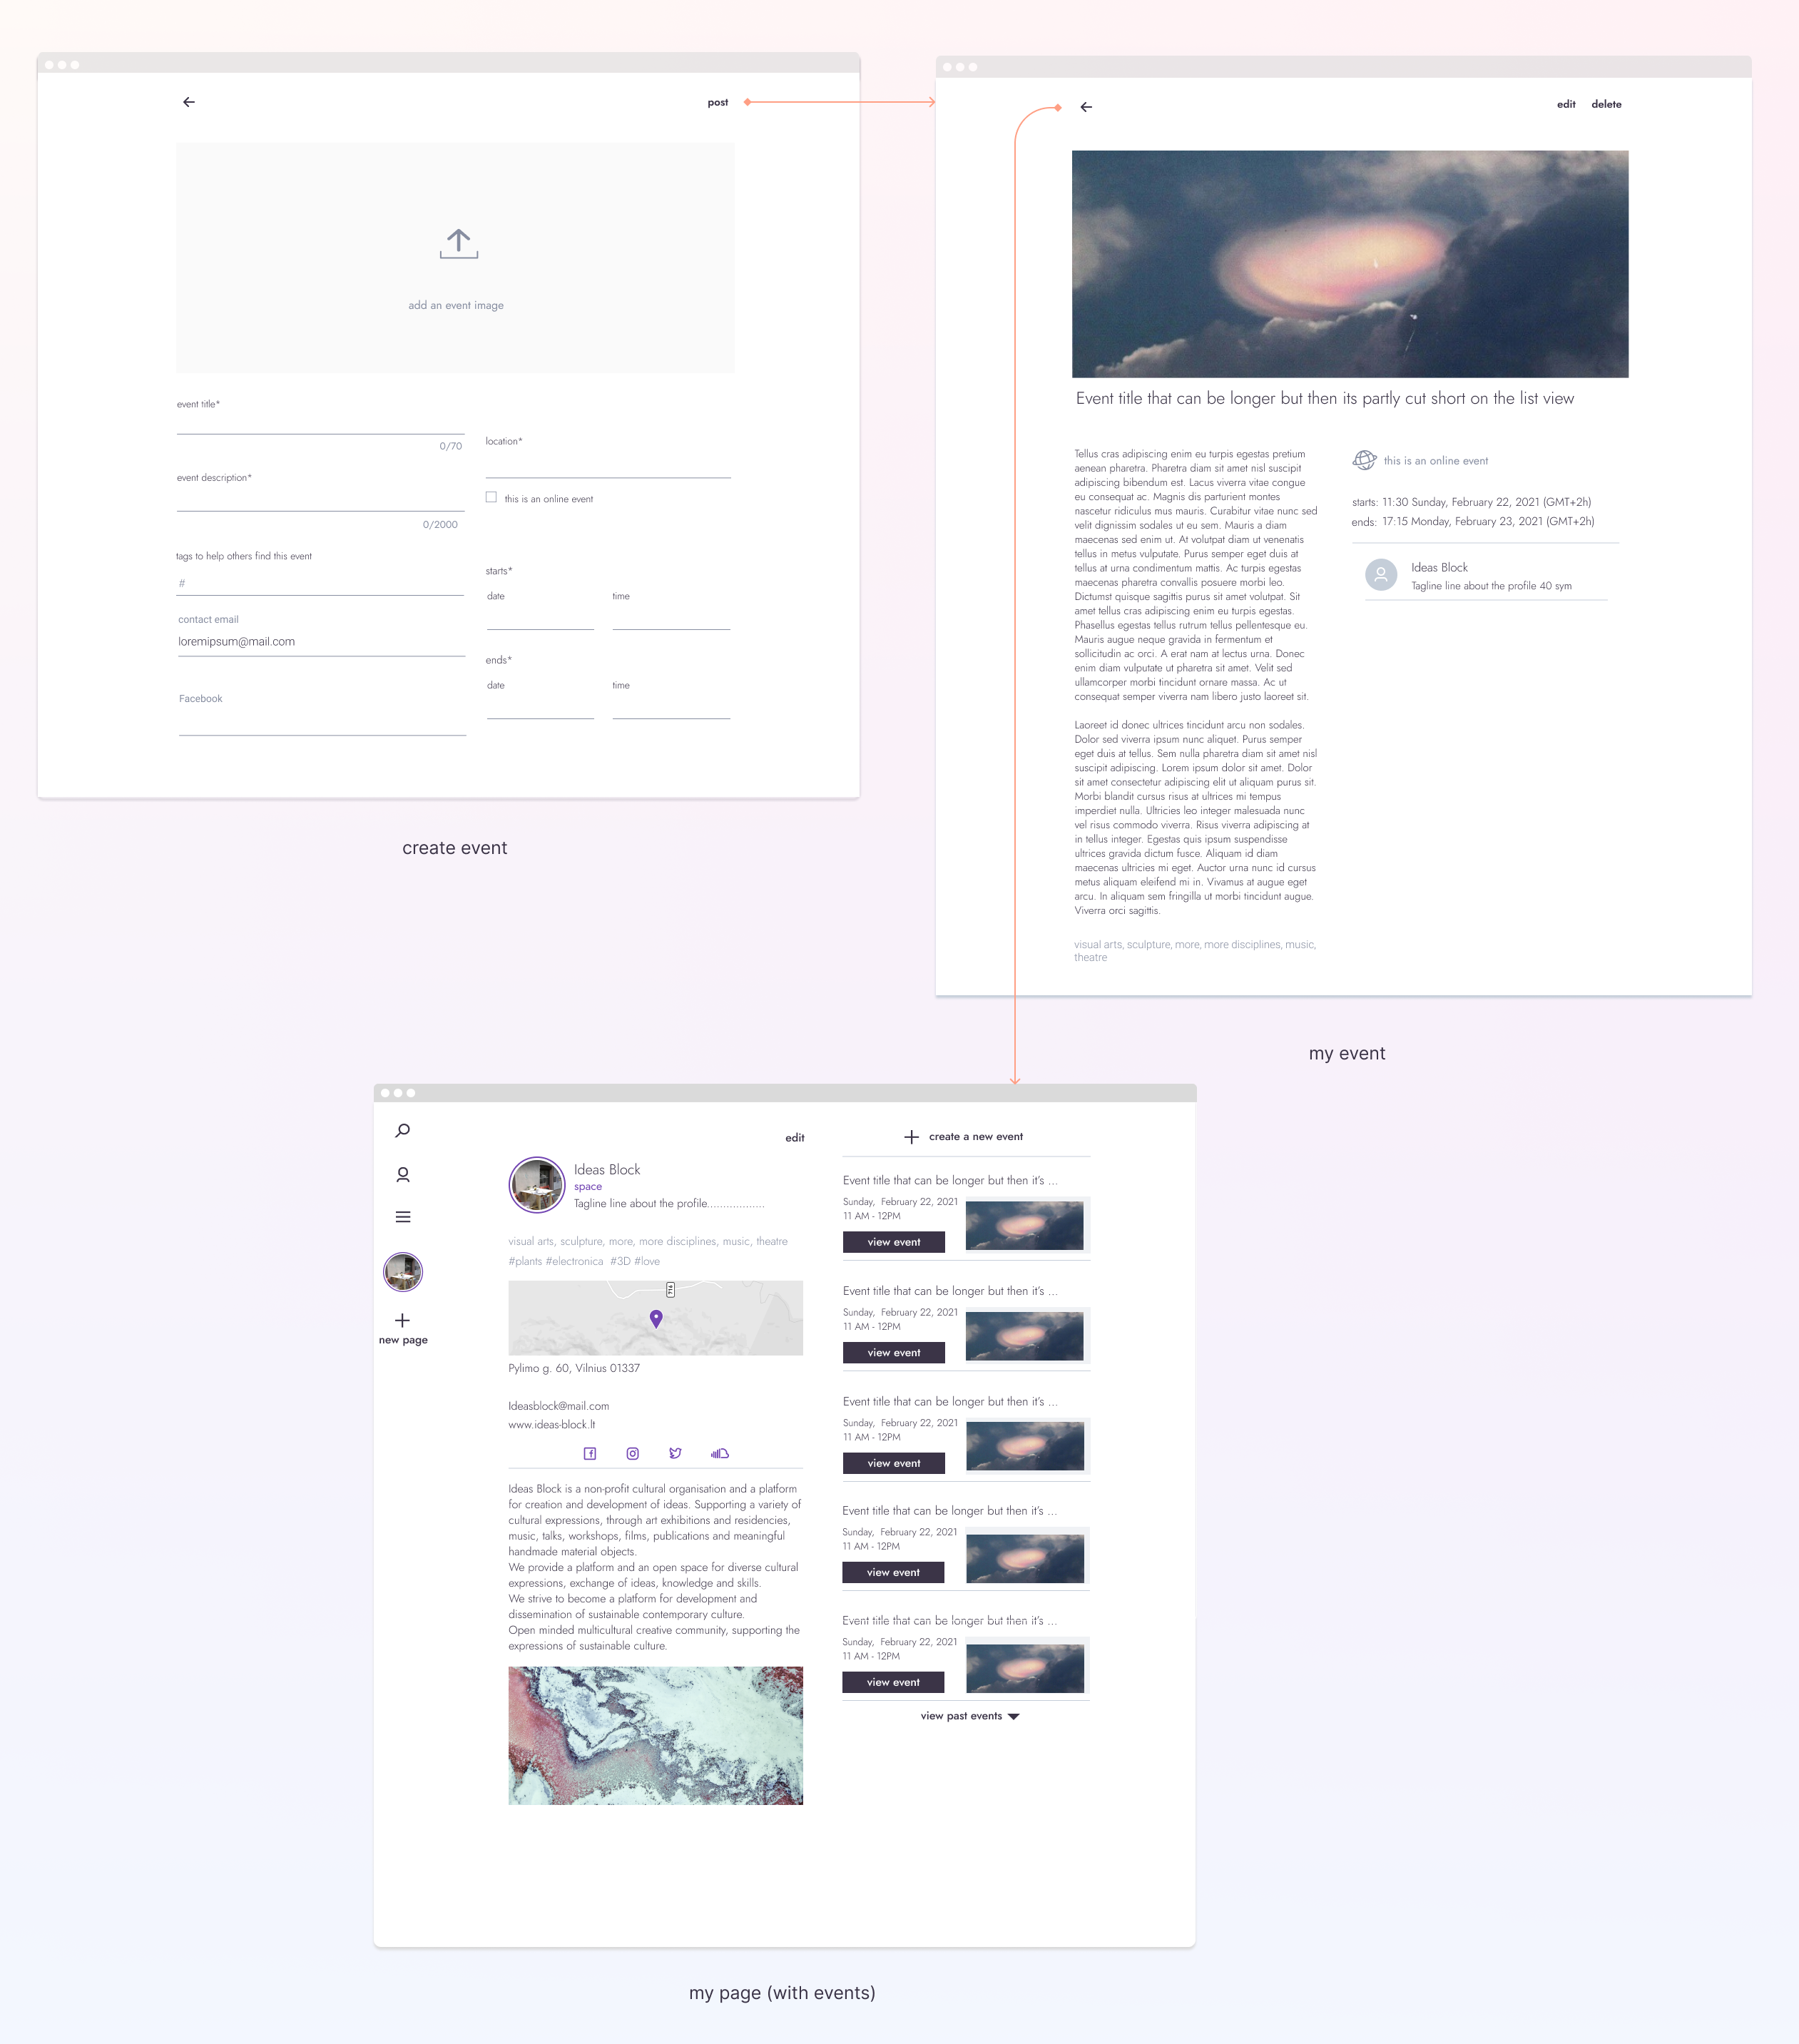 post
add an event image
event title*
0/70
event description*
0/2000
tags to help others find this event
#
contact email
loremipsum@mail.com
Facebook
location*
this is an online event
starts*
date time
ends*
date time
create event
edit delete
Event title that can be longer but then its partly cut short on the list view
Tellus cras adipiscing enim eu turpis egestas pretium
aenean pharetra. Pharetra diam sit amet nisl suscipit
adipiscing bibendum est. Lacus viverra vitae congue
eu consequat ac. Magnis dis parturient montes
nascetur ridiculus mus mauris. Curabitur vitae nunc sed
velit dignissim sodales ut eu sem. Mauris a diam
maecenas sed enim ut. At volutpat diam ut venenatis
tellus in metus vulputate. Purus semper eget duis at
tellus at urna condimentum mattis. Ac turpis egestas
maecenas pharetra convallis posuere morbi leo.
Dictumst quisque sagittis purus sit amet volutpat. Sit
amet tellus cras adipiscing enim eu turpis egestas.
Phasellus egestas tellus rutrum tellus pellentesque eu.
Mauris augue neque gravida in fermentum et
sollicitudin ac orci. A erat nam at lectus urna. Donec
enim diam vulputate ut pharetra sit amet. Velit sed
ullamcorper morbi tincidunt ornare massa. Ac ut
consequat semper viverra nam libero justo laoreet sit.
Laoreet id donec ultrices tincidunt arcu non sodales.
Dolor sed viverra ipsum nunc aliquet. Purus semper
eget duis at tellus. Sem nulla pharetra diam sit amet nisl
suscipit adipiscing. Lorem ipsum dolor sit amet. Dolor
sit amet consectetur adipiscing elit ut aliquam purus sit.
Morbi blandit cursus risus at ultrices mi tempus
imperdiet nulla. Ultricies leo integer malesuada nunc
vel risus commodo viverra. Risus viverra adipiscing at
in tellus integer. Egestas quis ipsum suspendisse
ultrices gravida dictum fusce. Aliquam id diam
maecenas ultricies mi eget. Auctor urna nunc id cursus
metus aliquam eleifend mi in. Vivamus at augue eget
arcu. In aliquam sem fringilla ut morbi tincidunt augue.
Viverra orci sagittis.
visual arts, sculpture, more, more disciplines, music,
theatre
this is an online event
starts: 11:30 Sunday, February 22, 2021 (GMT+2h)
ends: 17:15 Monday, February 23, 2021 (GMT+2h)
Ideas Block
Tagline line about the profile 40 sym
my event
new page
edit
Ideas Block
space
Tagline line about the profile..................
visual arts, sculpture, more, more disciplines, music, theatre
#plants #electronica #3D #love
716
Pylimo g. 60, Vilnius 01337
Ideasblock@mail.com
www.ideas-block.lt
Ideas Block is a non-profit cultural organisation and a platform
for creation and development of ideas. Supporting a variety of
cultural expressions, through art exhibitions and residencies,
music, talks, workshops, films, publications and meaningful
handmade material objects.
We provide a platform and an open space for diverse cultural
expressions, exchange of ideas, knowledge and skills.
We strive to become a platform for development and
dissemination of sustainable contemporary culture.
Open minded multicultural creative community, supporting the
expressions of sustainable culture.
create a new event
Event title that can be longer but then it's ...
Sunday, February 22, 2021
11 AM - 12PM
view event
Event title that can be longer but then it's ...
Sunday, February 22, 2021
11 AM - 12PM
view event
Event title that can be longer but then it's ...
Sunday, February 22, 2021
11 AM - 12PM
view event
Event title that can be longer but then it's ...
Sunday, February 22, 2021
11 AM - 12PM
view event
Event title that can be longer but then it's ...
Sunday, February 22, 2021
11 AM - 12PM
view event
view past events
my page (with events)